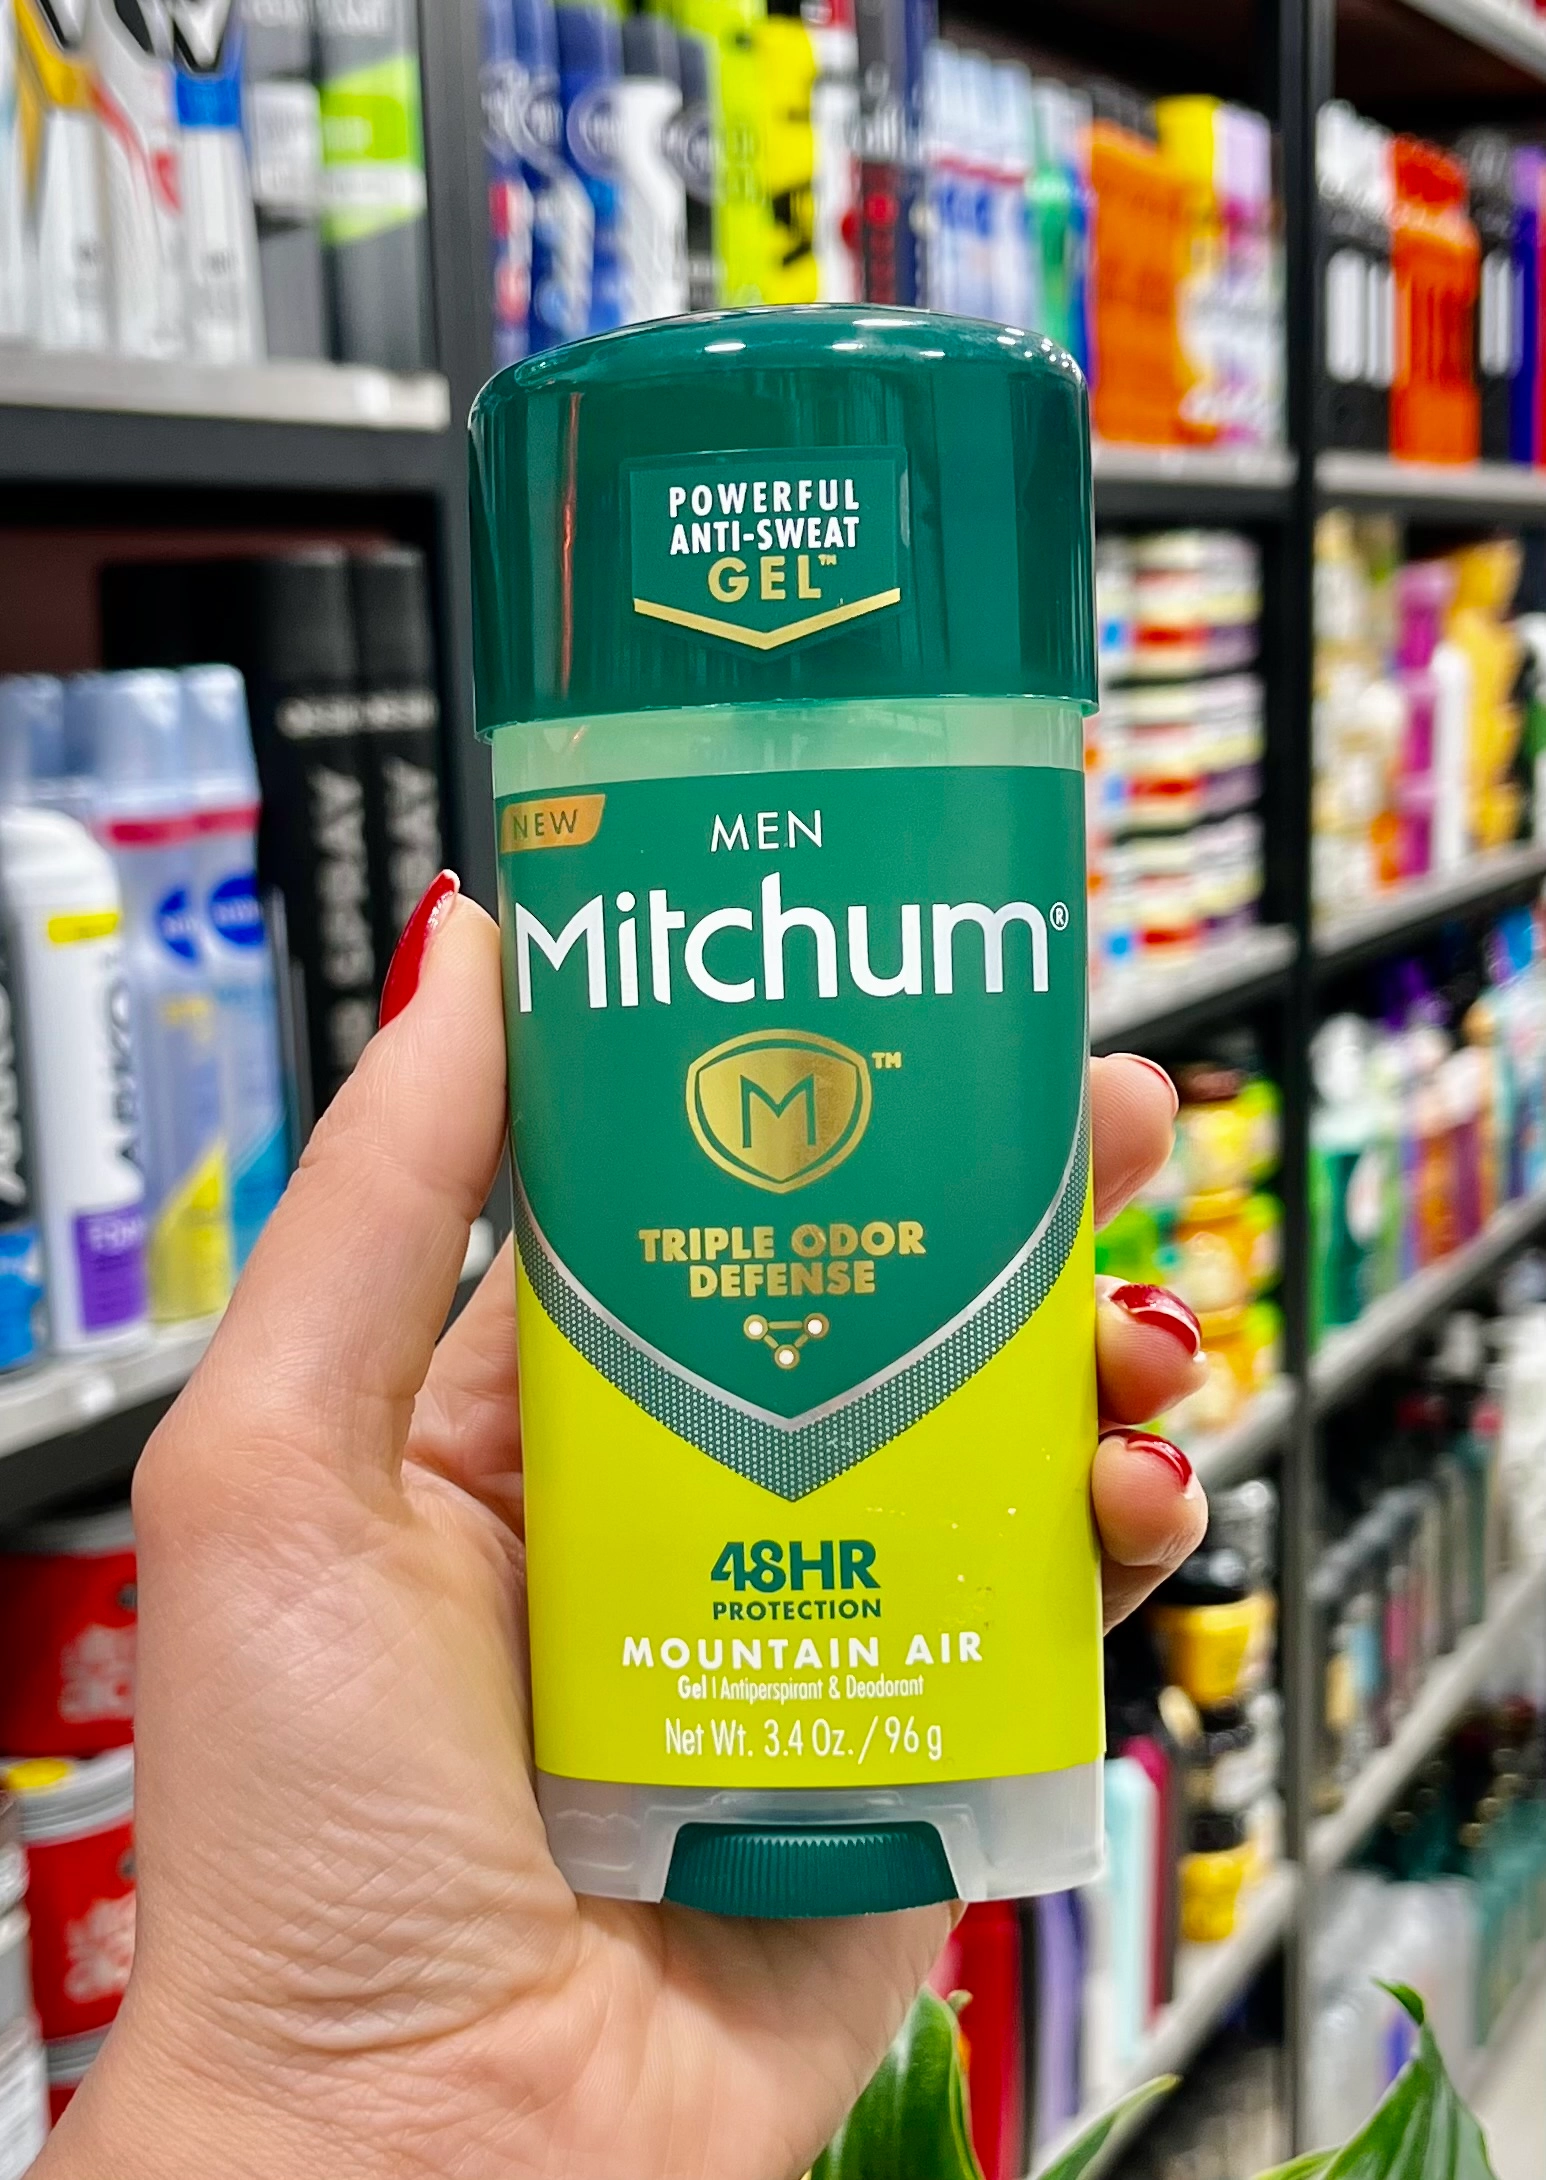 POWERFUL
ANTI-SWEAT
GEL™
NEW
MEN
Mitchum®
M™
TRIPLE ODOR
DEFENSE
48HR
PROTECTION
MOUNTAIN AIR
Gel | Antiperspirant & Deodorant
Net Wt. 3.4 Oz. / 96 g